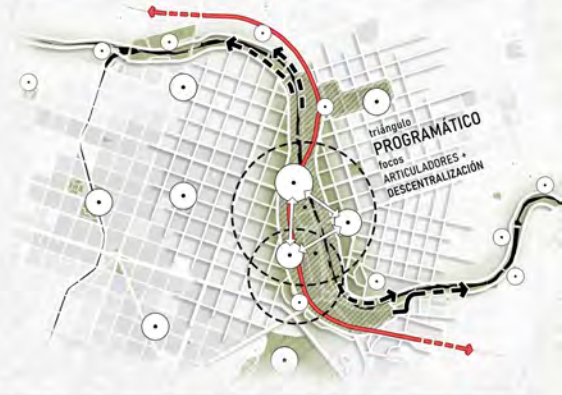 triángulo
PROGRAMÁTICO
focos
ARTICULADORES +
DESCENTRALIZACIÓN